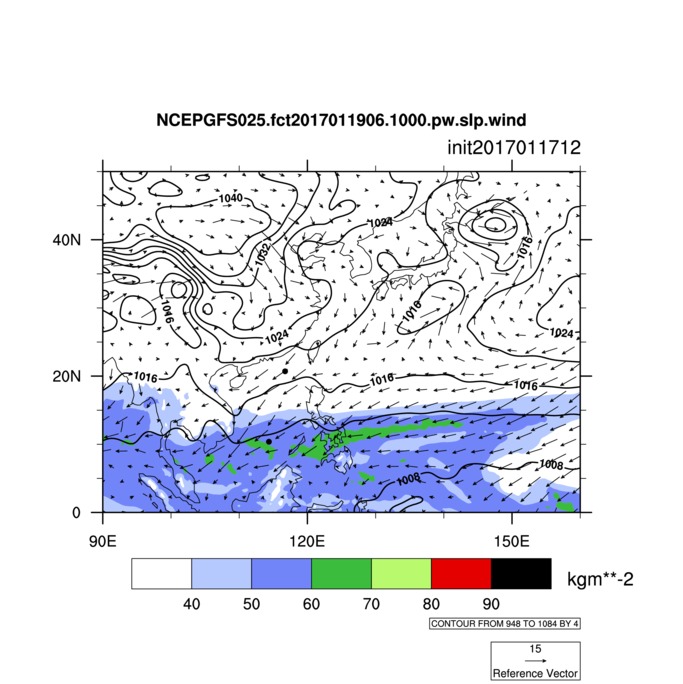 NCEPGFS025.fct2017011906.1000.pw.slp.wind
init2017011712
1040
1024
40N
1032
1016
1016
1016
1024
1024
20N
1016
1016
1016
1008
1008
0
90E 120E 150E
kgm**-2
40 50 60 70 80 90
CONTOUR FROM 948 TO 1084 BY 4
15
Reference Vector